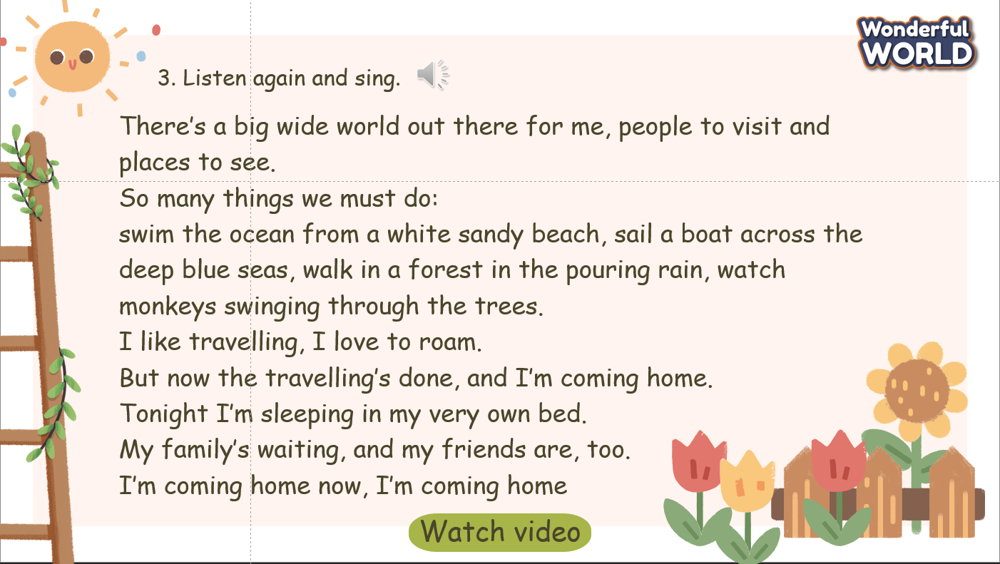 Wonderful
WORLD
3. Listen again and sing.
There's a big wide world out there for me, people to visit and
places to see.
So many things we must do:
swim the ocean from a white sandy beach, sail a boat across the
deep blue seas, walk in a forest in the pouring rain, watch
monkeys swinging through the trees.
I like travelling, I love to roam.
But now the travelling's done, and I'm coming home.
Tonight I'm sleeping in my very own bed.
My family's waiting, and my friends are, too.
I'm coming home now, I'm coming home
Watch video